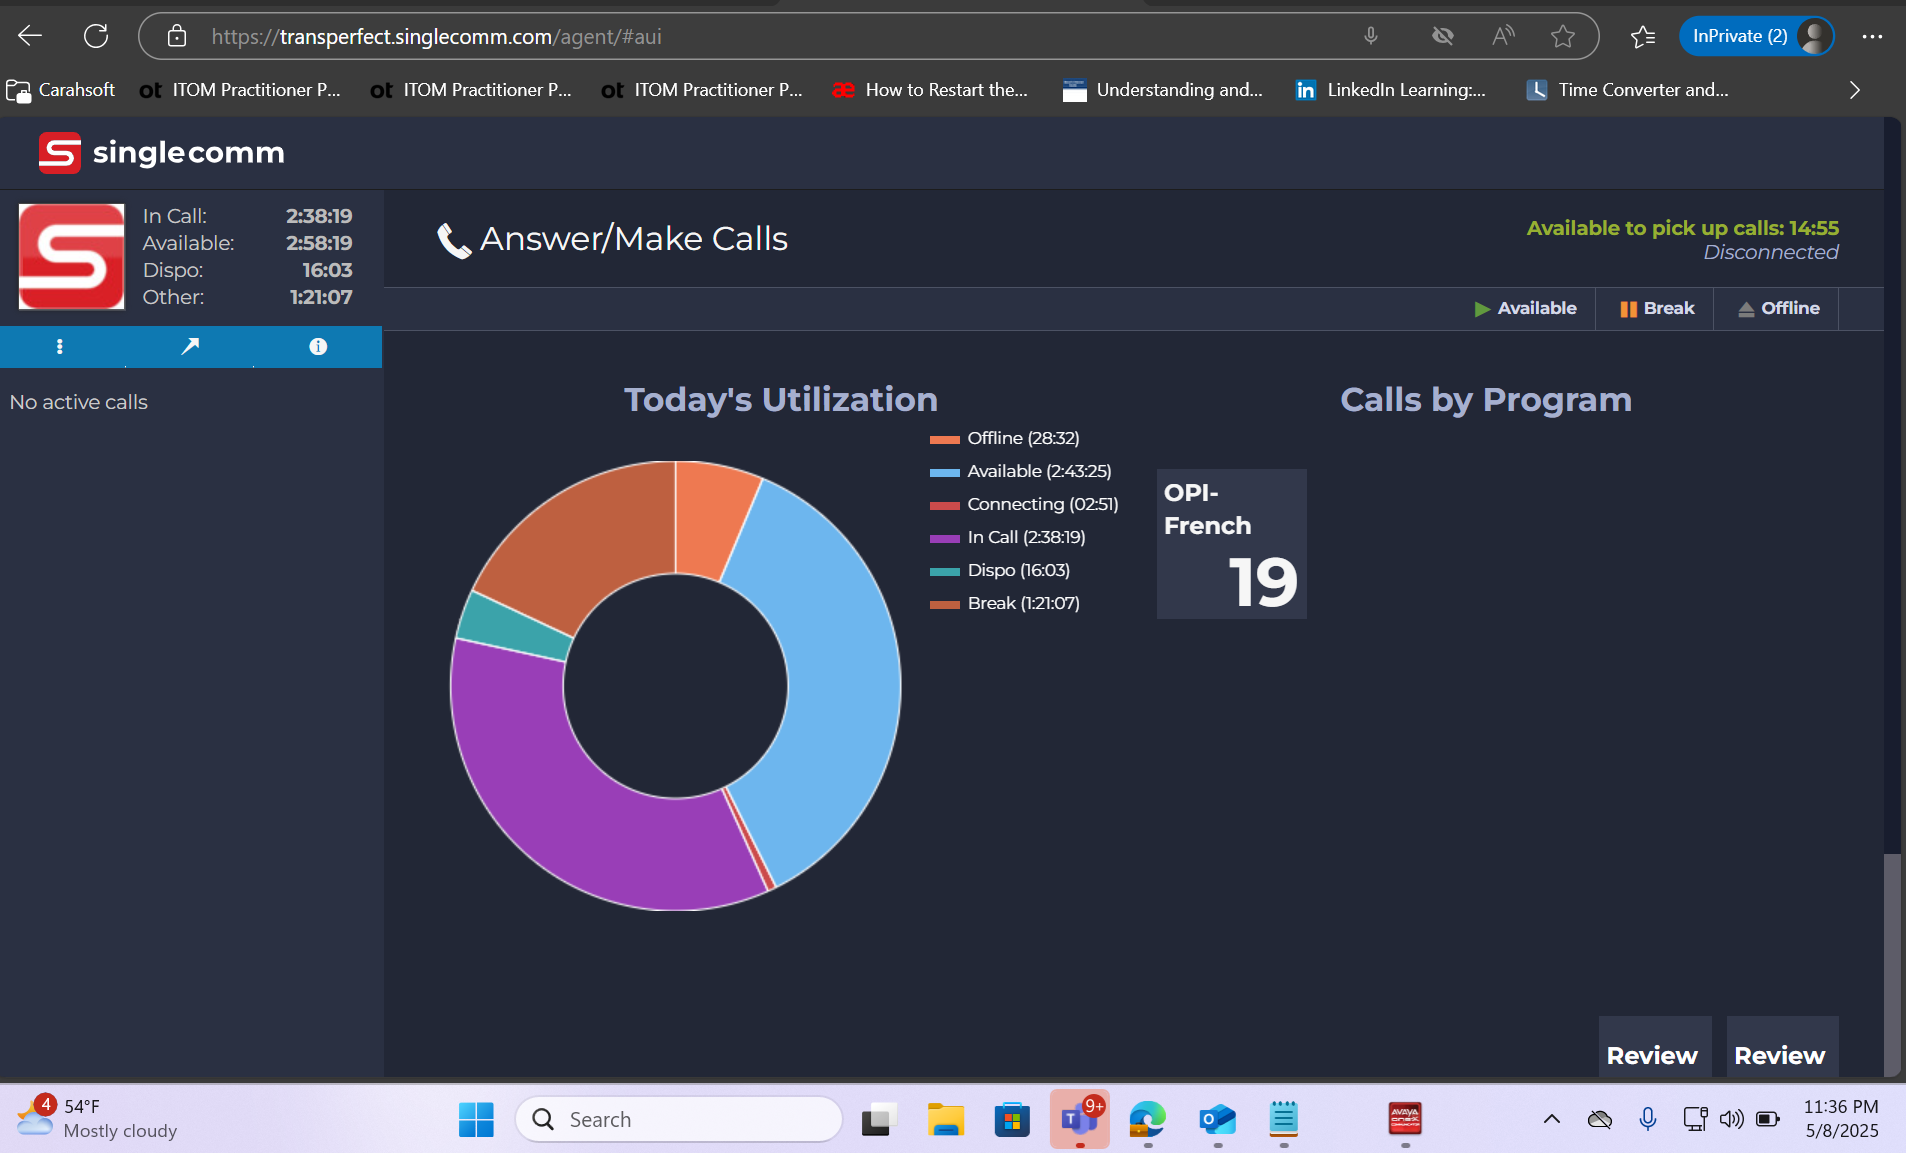 https://transperfect.singlecomm.com/agent/#aui
InPrivate (2)
Carahsoft
ot ITOM Practitioner P...
ot ITOM Practitioner P...
ot ITOM Practitioner P...
æ How to Restart the...
Understanding and...
in LinkedIn Learning:...
Time Converter and...
singlecomm
In Call: 2:38:19
Available: 2:58:19
Dispo: 16:03
Other: 1:21:07
Answer/Make Calls
Available to pick up calls: 14:55
Disconnected
Available
Break
Offline
No active calls
Today's Utilization
Offline (28:32)
Available (2:43:25)
Connecting (02:51)
In Call (2:38:19)
Dispo (16:03)
Break (1:21:07)
Calls by Program
OPI-
French
19
Review
Review
4
54°F
Mostly cloudy
Search
T
9+
O
AVAYA
11:36 PM
5/8/2025